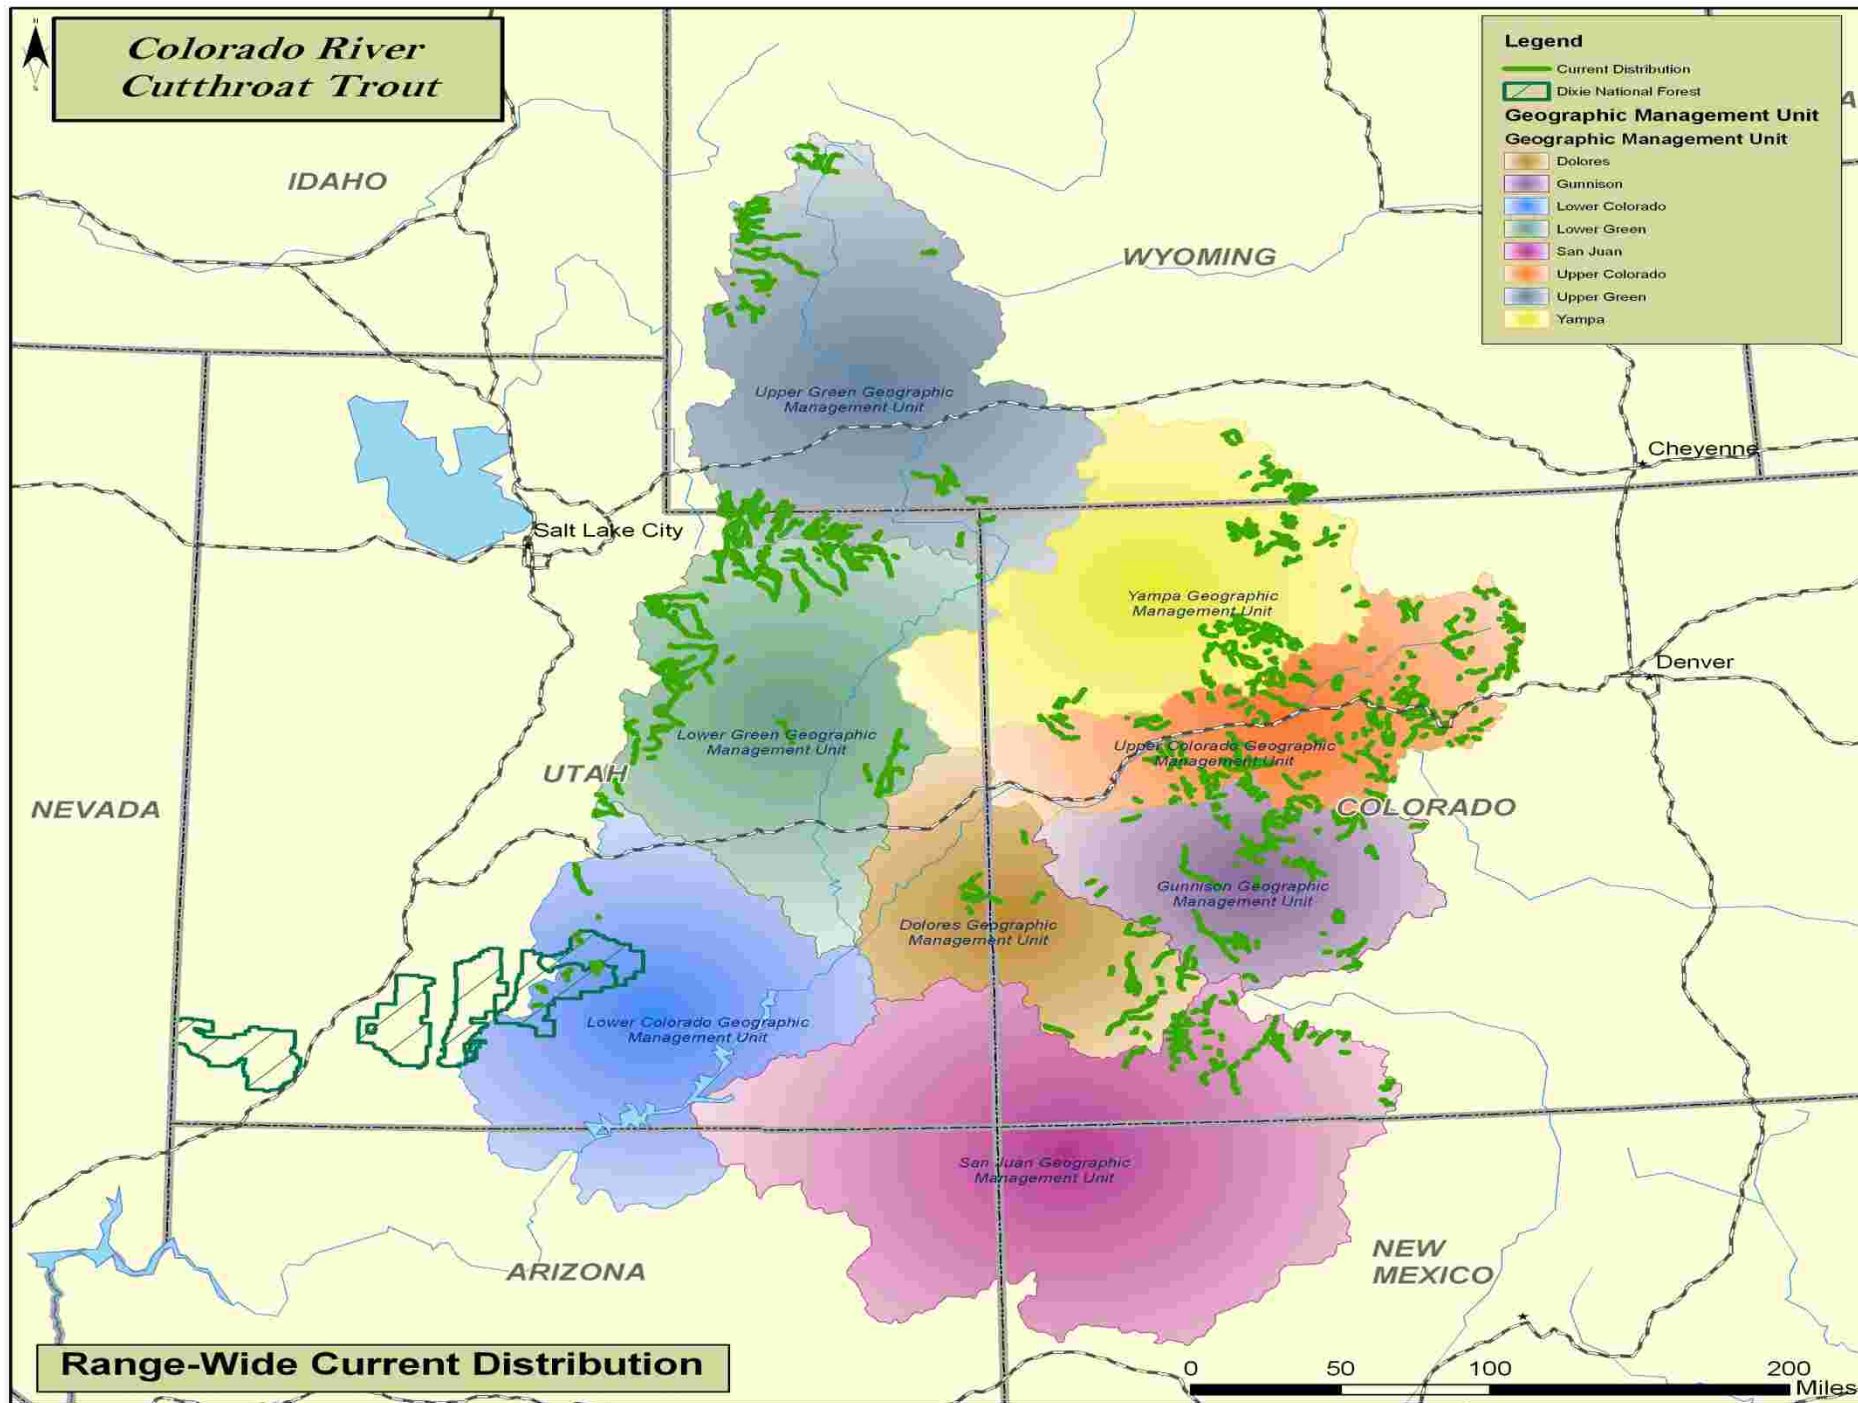 Colorado River
Cutthroat Trout
Legend
Current Distribution
Dixie National Forest
Geographic Management Unit
Geographic Management Unit
Dolores
Gunnison
Lower Colorado
Lower Green
San Juan
Upper Colorado
Upper Green
Yampa
N
IDAHO
WYOMING
Upper Green Geographic
Management Unit
Cheyenne
Salt Lake City
Yampa Geographic
Management Unit
Denver
Lower Green Geographic
Management Unit
Upper Colorado Geographic
Management Unit
UTAH
NEVADA
COLORADO
Gunnison Geographic
Management Unit
Dolores Geographic
Management Unit
Lower Colorado Geographic
Management Unit
San Juan Geographic
Management Unit
ARIZONA
NEW
MEXICO
Range-Wide Current Distribution
0 50 100 200
Miles